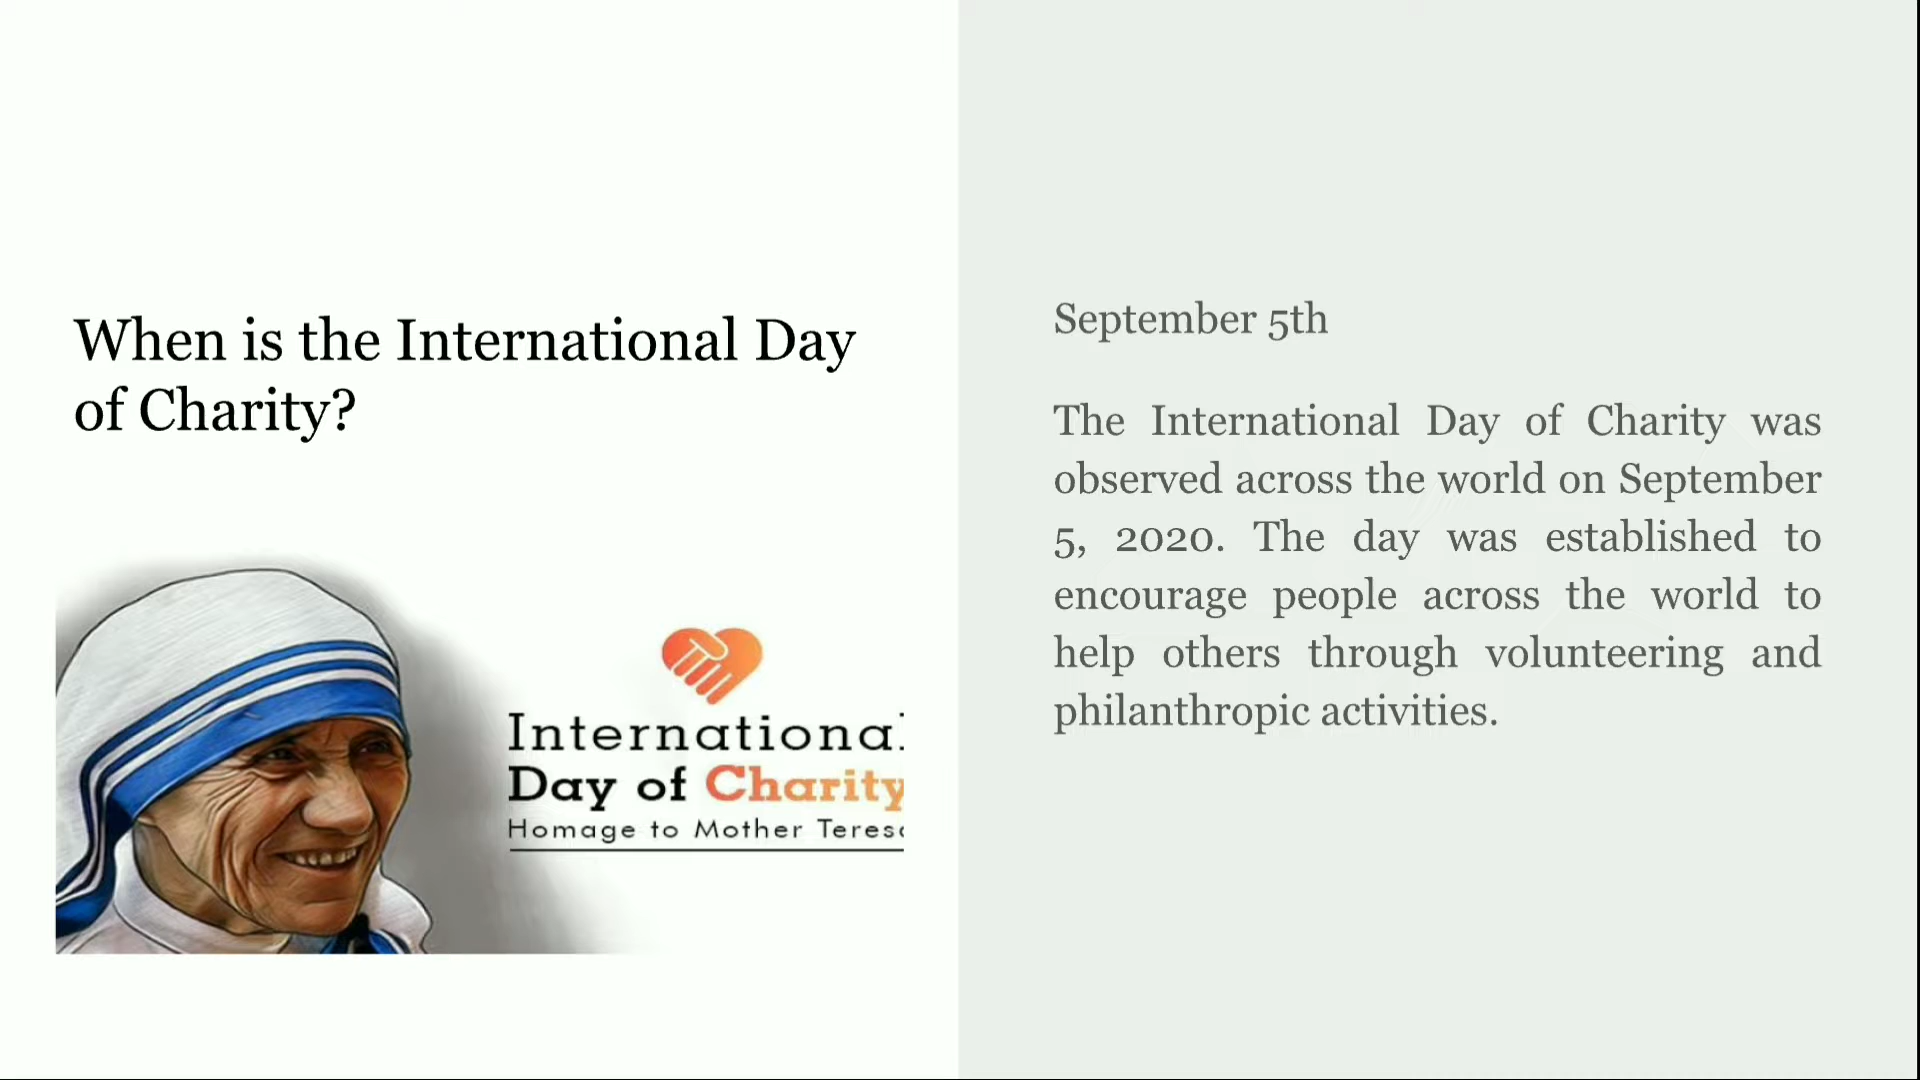 When is the International Day
of Charity?
International
Day of Charity
Homage to Mother Teresa
September 5th
The International Day of Charity was
observed across the world on September
5, 2020. The day was established to
encourage people across the world to
help others through volunteering and
philanthropic activities.